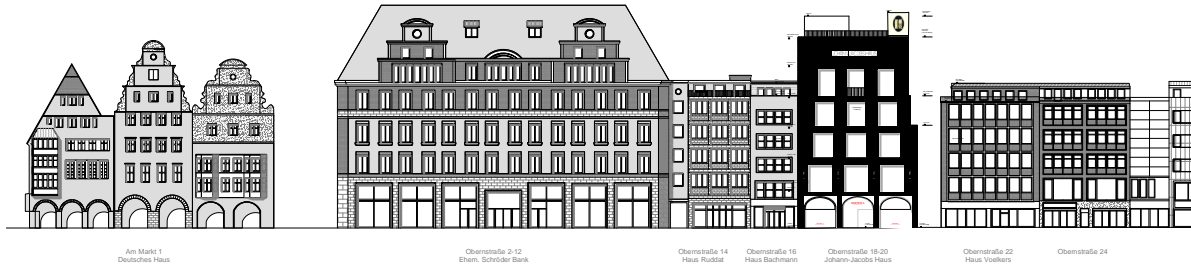 Am Markt 1
Deutsches Haus
Obernstraße 2-12
Ehem. Schröder Bank
Obernstraße 14
Haus Ruddat
Obernstraße 16
Haus Bachmann
Obernstraße 18-20
Johann-Jacobs Haus
Obernstraße 22
Haus Voelkers
Obernstraße 24